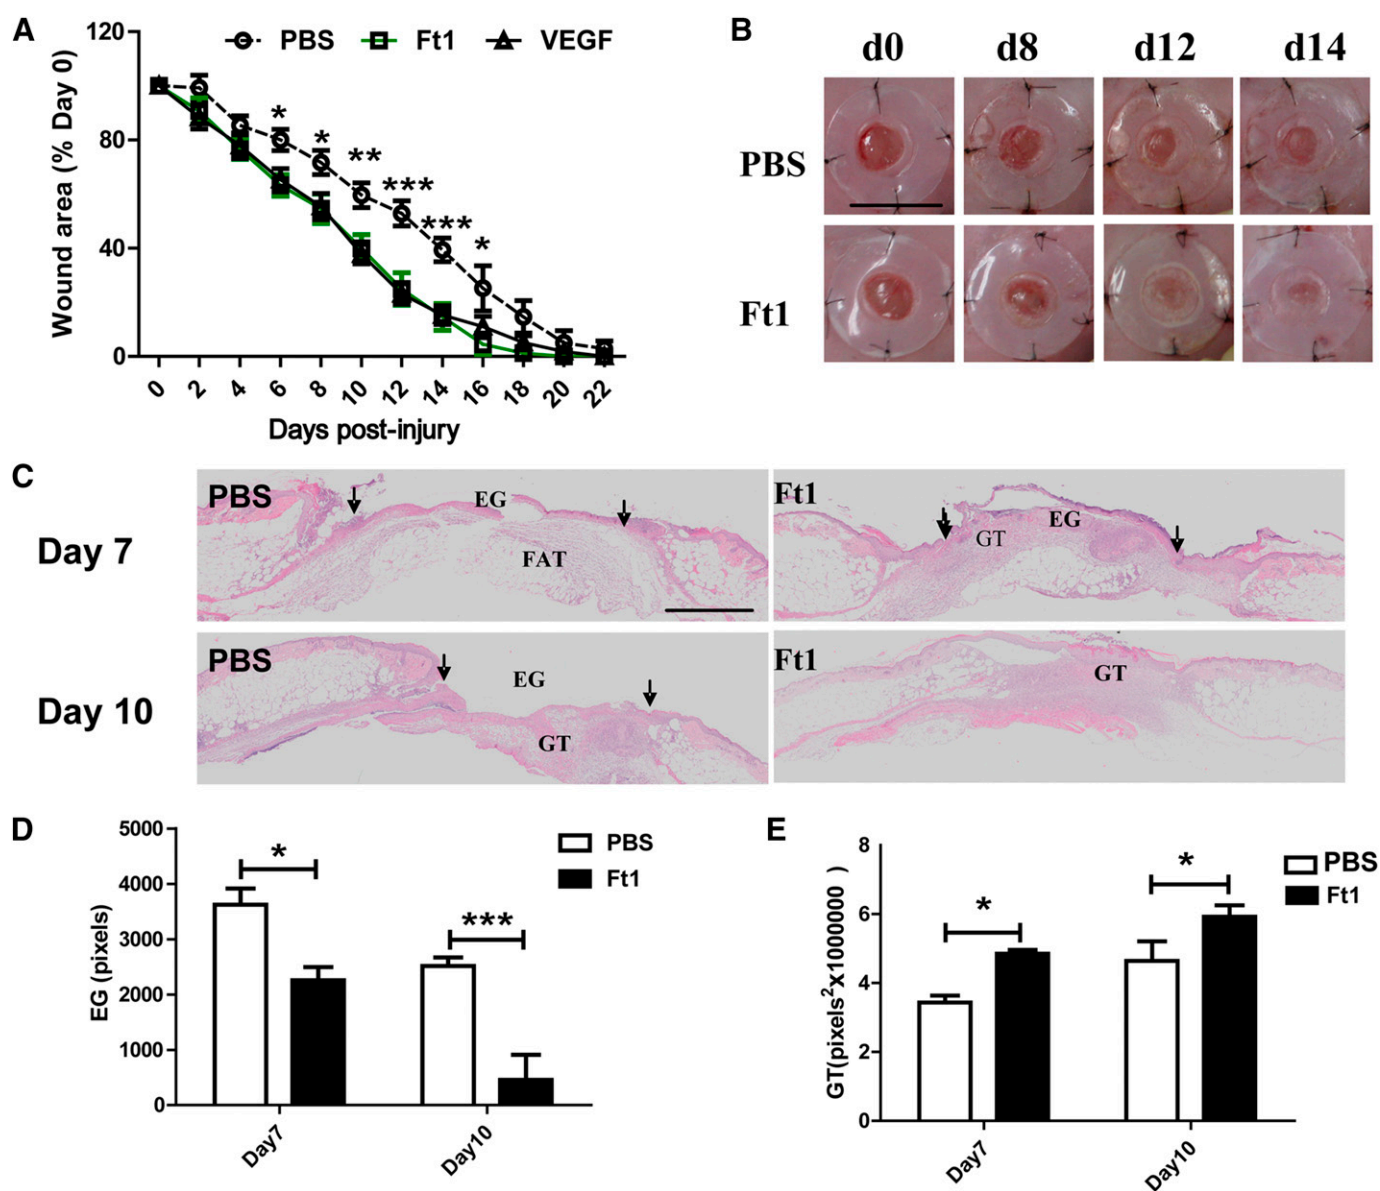 A
PBS Ft1 VEGF
Wound area (% Day 0)
120
80
40
0
* * ** *** *** *
0 2 4 6 8 10 12 14 16 18 20 22
Days post-injury
B
d0 d8 d12 d14
PBS
Ft1
C
Day 7
PBS EG FAT
Ft1 GT EG
Day 10
PBS EG GT
Ft1 GT
D
EG (pixels)
5000
4000
3000
2000
1000
0
* ***
PBS
Ft1
Day7 Day10
E
GT(pixels²x1000000 )
8
6
4
2
0
* *
PBS
Ft1
Day7 Day10